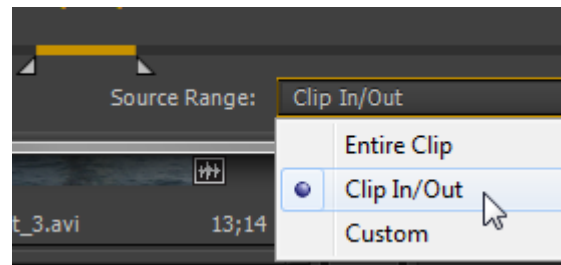 Source Range: Clip In/Out
Entire Clip
Clip In/Out
t_3.avi 13;14
Custom